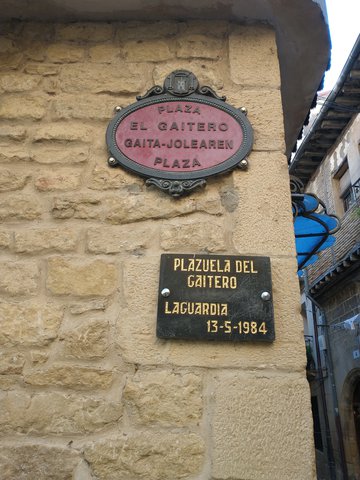 PLAZA
EL GAITERO
GAITA-JOLEAREN
PLAZA
PLAZUELA DEL
GAITERO
LAGUARDIA
13-5-1984